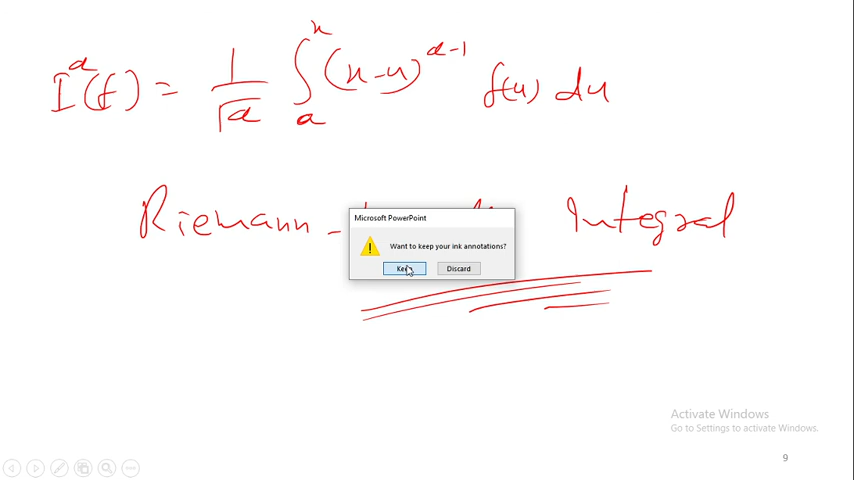 I^α(f) = 1/Γα ∫_a^x (x-u)^{α-1} f(u) du
Riemann - Integral
Microsoft PowerPoint
Want to keep your ink annotations?
Keep Discard
Activate Windows
Go to Settings to activate Windows.
9